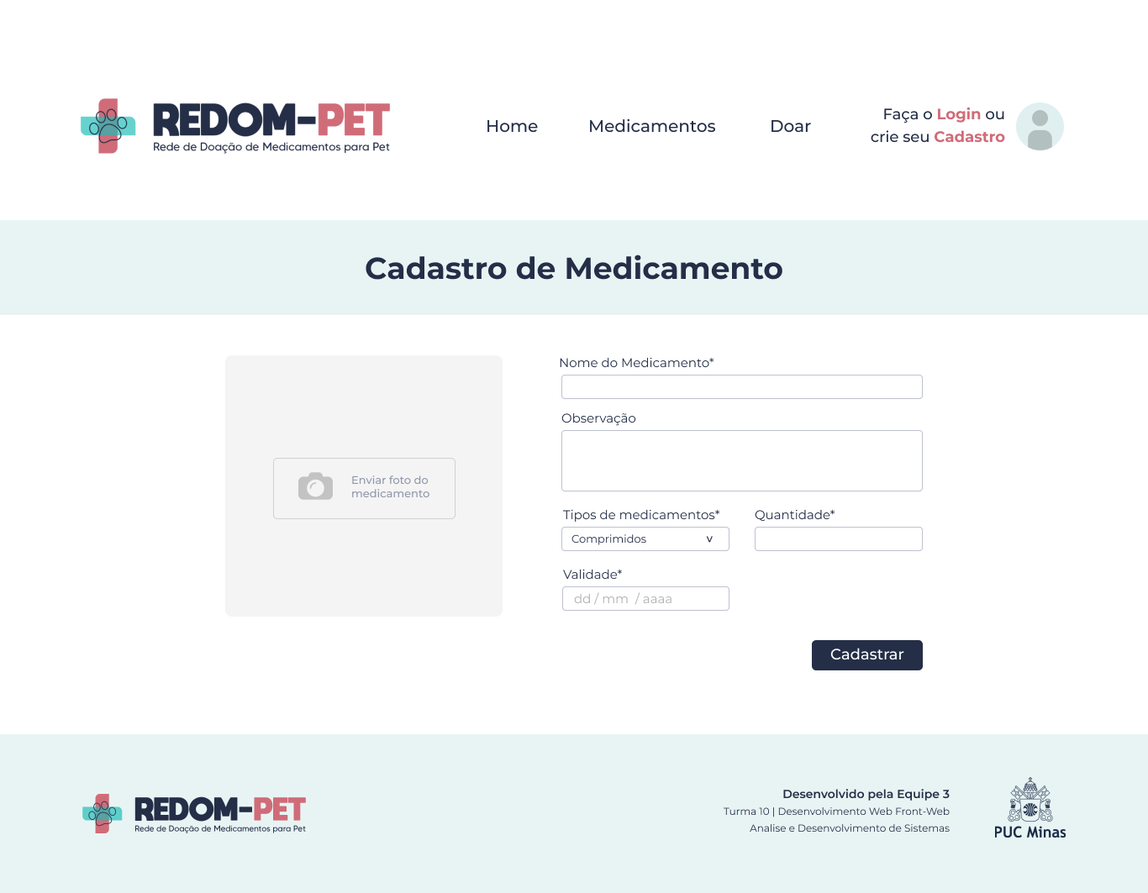 REDOM-PET
Rede de Doação de Medicamentos para Pet
Home
Medicamentos
Doar
Faça o Login ou
crie seu Cadastro
Cadastro de Medicamento
Enviar foto do
medicamento
Nome do Medicamento*
Observação
Tipos de medicamentos*
Quantidade*
Comprimidos
Validade*
dd / mm / aaaa
Cadastrar
REDOM-PET
Rede de Doação de Medicamentos para Pet
Desenvolvido pela Equipe 3
Turma 10 | Desenvolvimento Web Front-Web
Analise e Desenvolvimento de Sistemas
PUC Minas